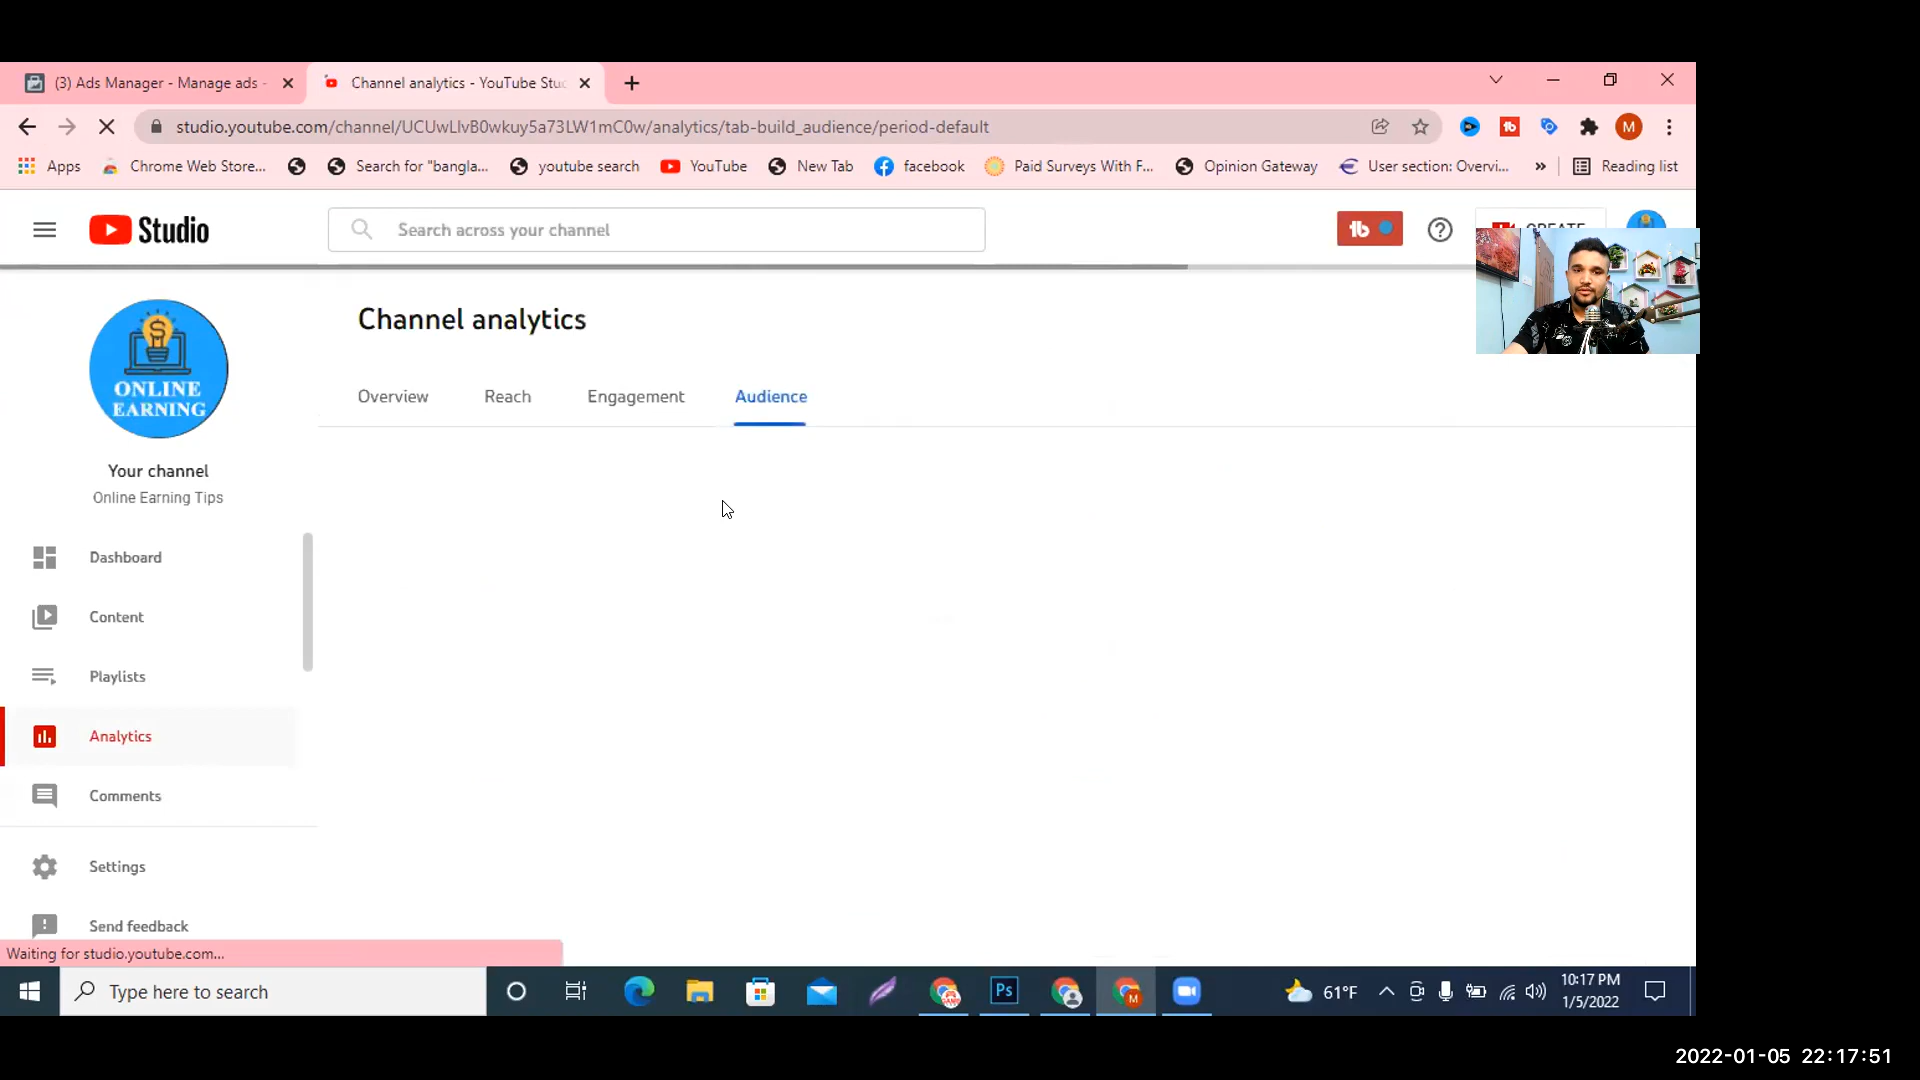 (3) Ads Manager - Manage ads -
Channel analytics - YouTube Stu
studio.youtube.com/channel/UCUwLlvB0wkuy5a73LW1mC0w/analytics/tab-build_audience/period-default
M
Apps
Chrome Web Store...
Search for "bangla...
youtube search
YouTube
New Tab
facebook
Paid Surveys With F...
Opinion Gateway
User section: Overvi...
»
Reading list
Studio
Search across your channel
CREATE
Channel analytics
Overview
Reach
Engagement
Audience
ONLINE
EARNING
Your channel
Online Earning Tips
Dashboard
Content
Playlists
Analytics
Comments
Settings
Send feedback
Waiting for studio.youtube.com...
Type here to search
Ps
M
61°F
10:17 PM
1/5/2022
2022-01-05 22:17:51